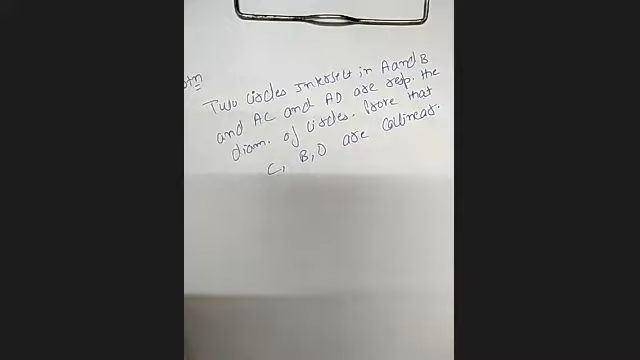 Two circles Intersect in A and B
and AC and AD are resp. the
diam. of circles. Prove that
C, B, D are collinear.